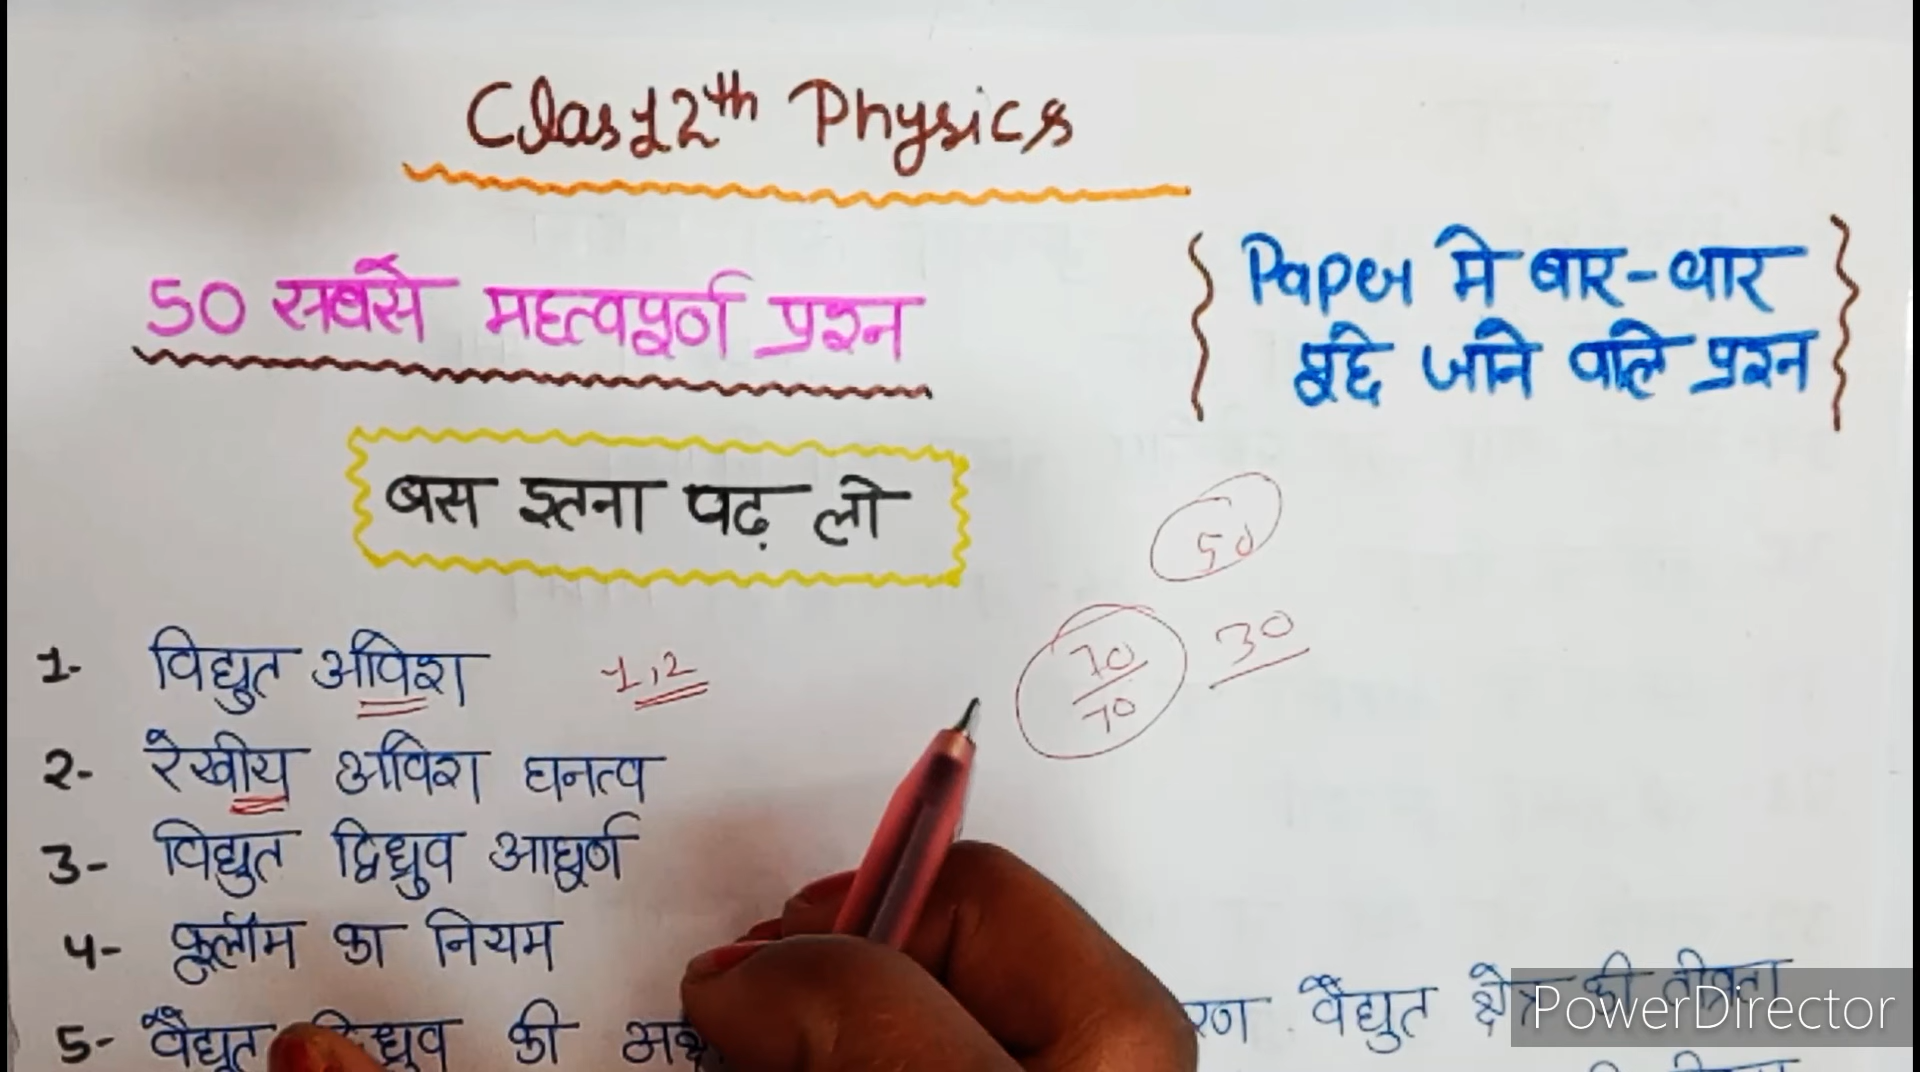 Class 12th Physics
50 सबसे महत्वपूर्ण प्रश्न
{ Paper मे बार-बार
पूछे जाने वाले प्रश्न }
बस इतना पढ़ लो
50
70/70 30
1- विद्युत आवेश 1,2
2- रेखीय आवेश घनत्व
3- विद्युत द्विध्रुव आघूर्ण
4- कूलॉम का नियम
5- वैद्युत द्विध्रुव की वैद्युत क्षेत्र की तीव्रता
PowerDirector